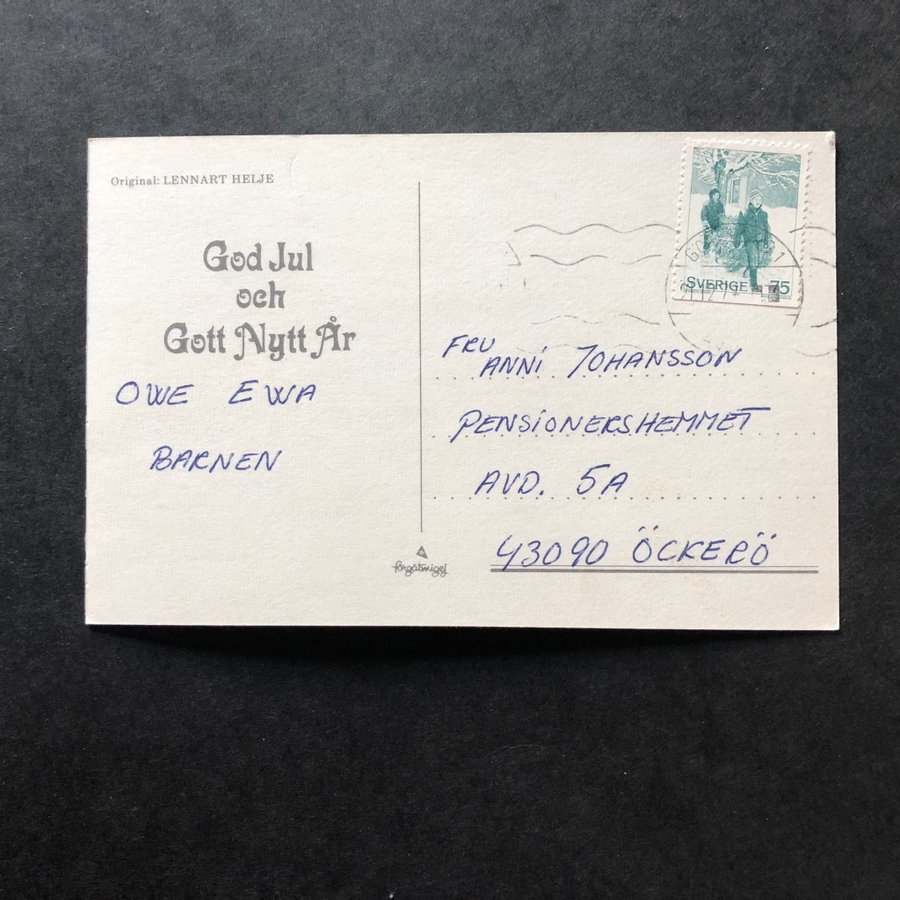 Original: LENNART HELJE
God Jul
och
Gott Nytt År
OWE EWA
BARNEN
SVERIGE 75
FRU ANNI JOHANSSON
PENSIONERSHEMMET
AVD. 5A
43090 ÖCKERÖ
förgätmigej